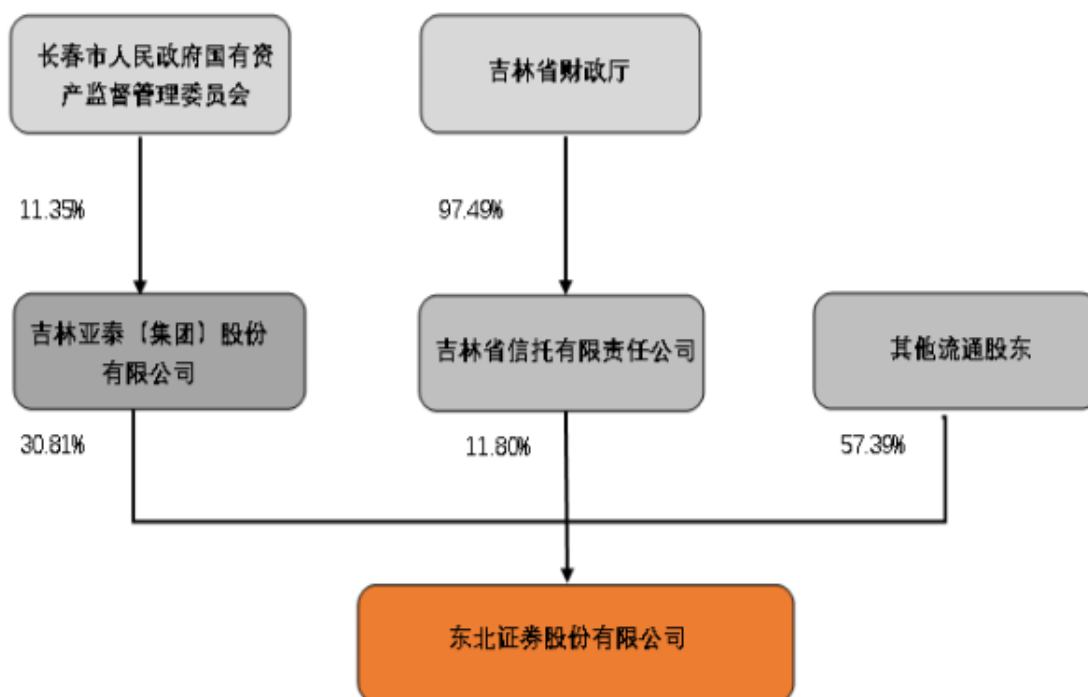 长春市人民政府国有资
产监督管理委员会
吉林省财政厅
11.35%
97.49%
吉林亚泰（集团）股份
有限公司
吉林省信托有限责任公司
其他流通股东
30.81%
11.80%
57.39%
东北证券股份有限公司